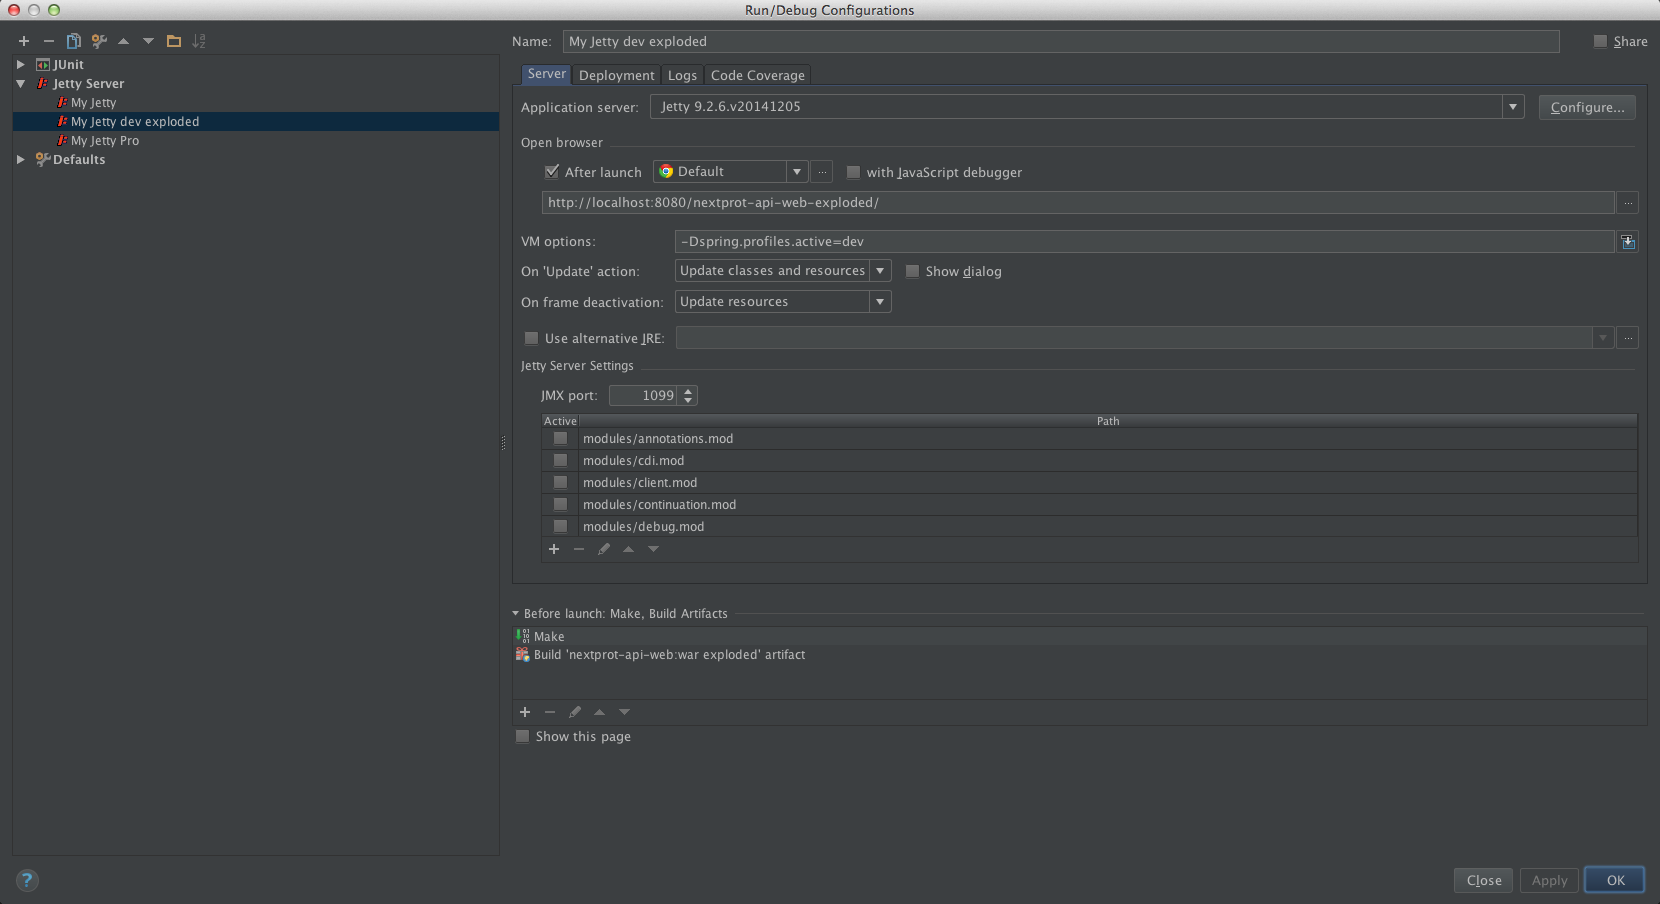 Run/Debug Configurations
JUnit
Jetty Server
My Jetty
My Jetty dev exploded
My Jetty Pro
Defaults
Name: My Jetty dev exploded Share
Server Deployment Logs Code Coverage
Application server: Jetty 9.2.6.v20141205 Configure...
Open browser
After launch Default ... with JavaScript debugger
http://localhost:8080/nextprot-api-web-exploded/ ...
VM options: -Dspring.profiles.active=dev
On 'Update' action: Update classes and resources Show dialog
On frame deactivation: Update resources
Use alternative JRE: ...
Jetty Server Settings
JMX port: 1099
Active Path
modules/annotations.mod
modules/cdi.mod
modules/client.mod
modules/continuation.mod
modules/debug.mod
Before launch: Make, Build Artifacts
Make
Build 'nextprot-api-web:war exploded' artifact
Show this page
? Close Apply OK